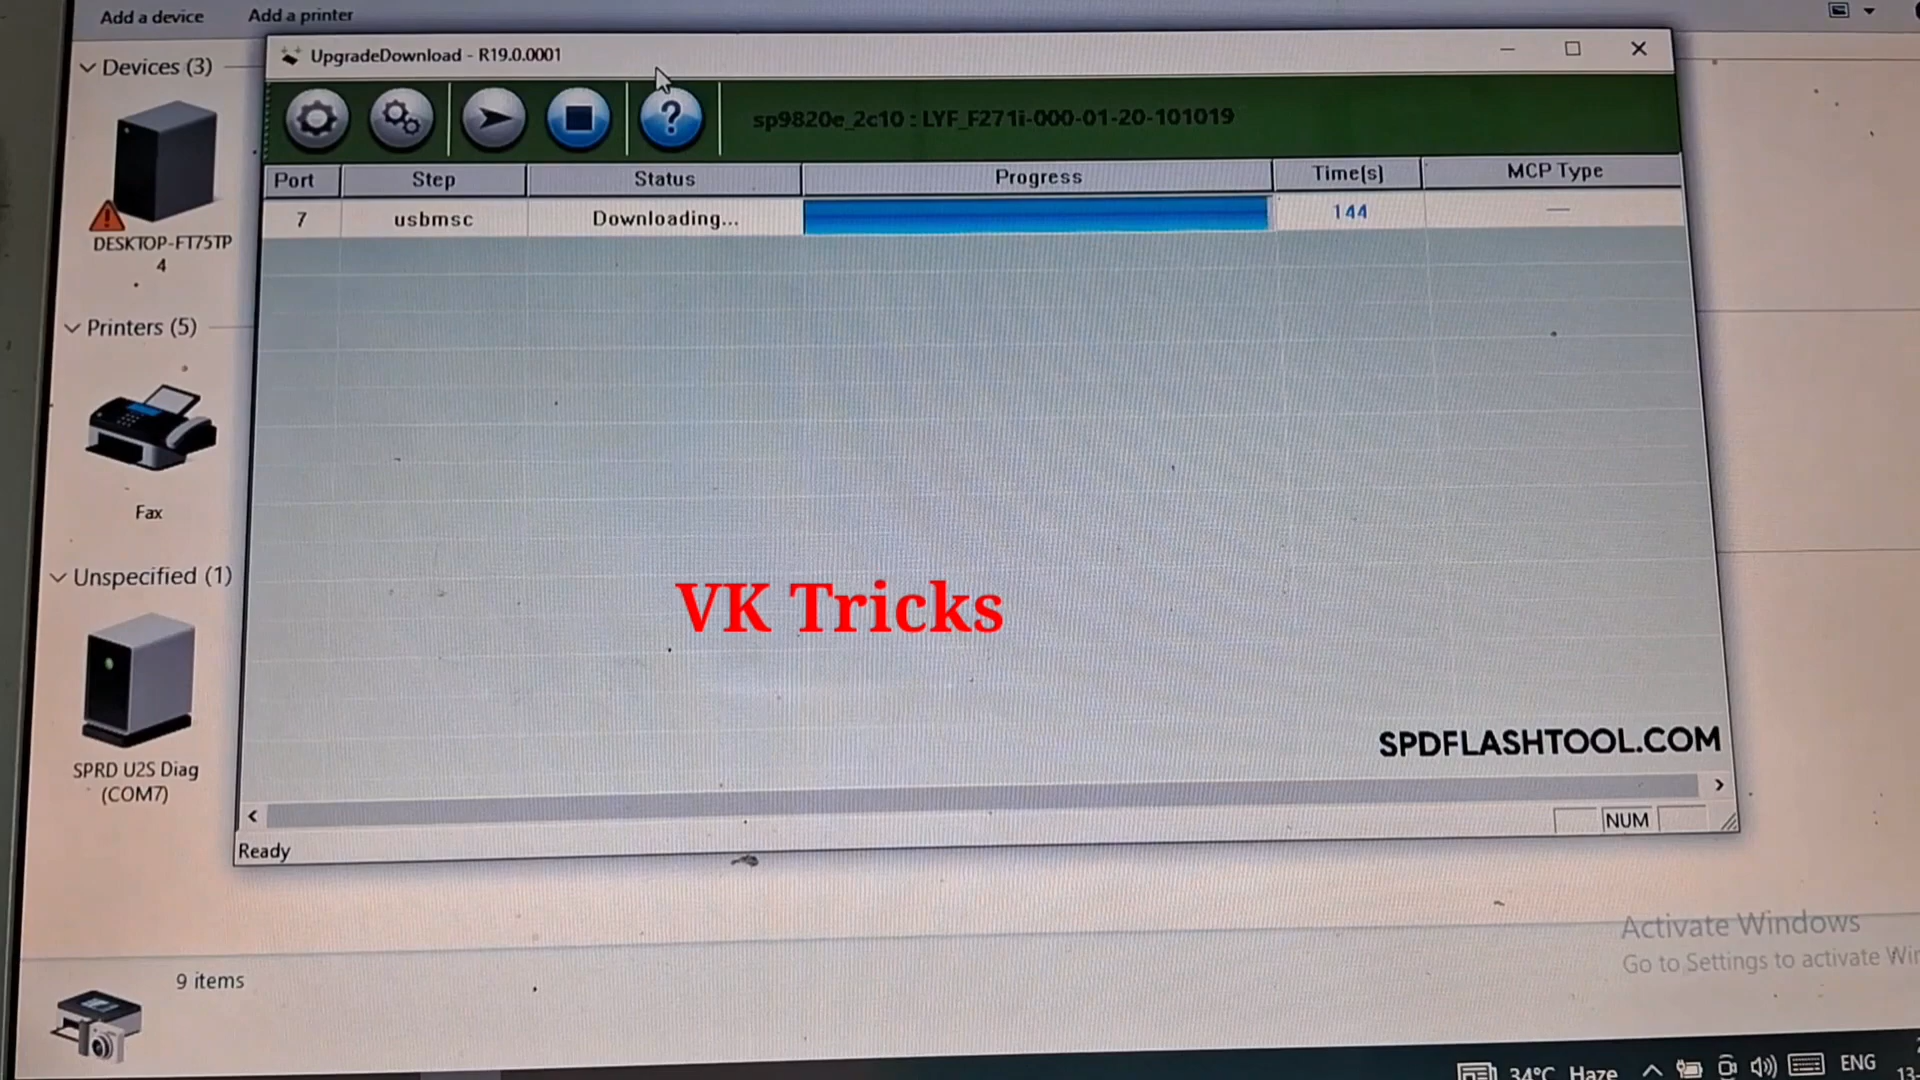 Add a device Add a printer
UpgradeDownload - R19.0.0001
Devices (3)
sp9820e_2c10 : LYF_F271i-000-01-20-101019
Port Step Status Progress Time(s) MCP Type
7 usbmsc Downloading... 144 —
DESKTOP-FT75TP
4
Printers (5)
Fax
Unspecified (1)
VK Tricks
SPDFLASHTOOL.COM
SPRD U2S Diag
(COM7)
NUM
Ready
Activate Windows
Go to Settings to activate
9 items
34°C Haze ENG